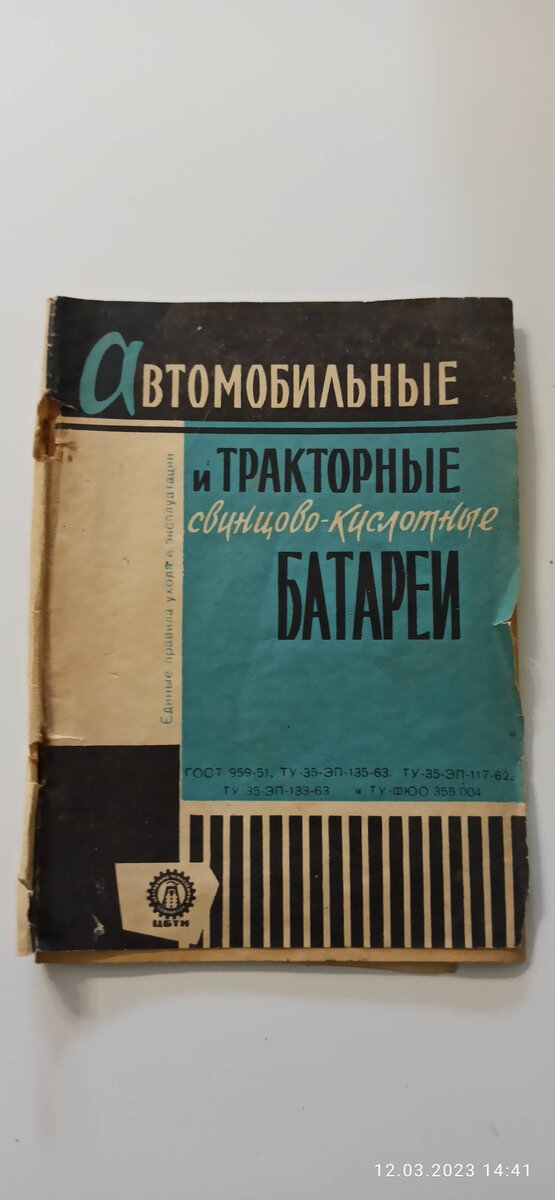 Автомобильные
и ТРАКТОРНЫЕ
свинцово-кислотные
БАТАРЕИ
Единые правила ухода и эксплуатации
ГОСТ 959-51, ТУ-35-ЭП-135-63, ТУ-35-ЭП-117-62,
ТУ-35-ЭП-133-63 и ТУ-ФЮО 355 004
ЦБТИ
12.03.2023 14:41